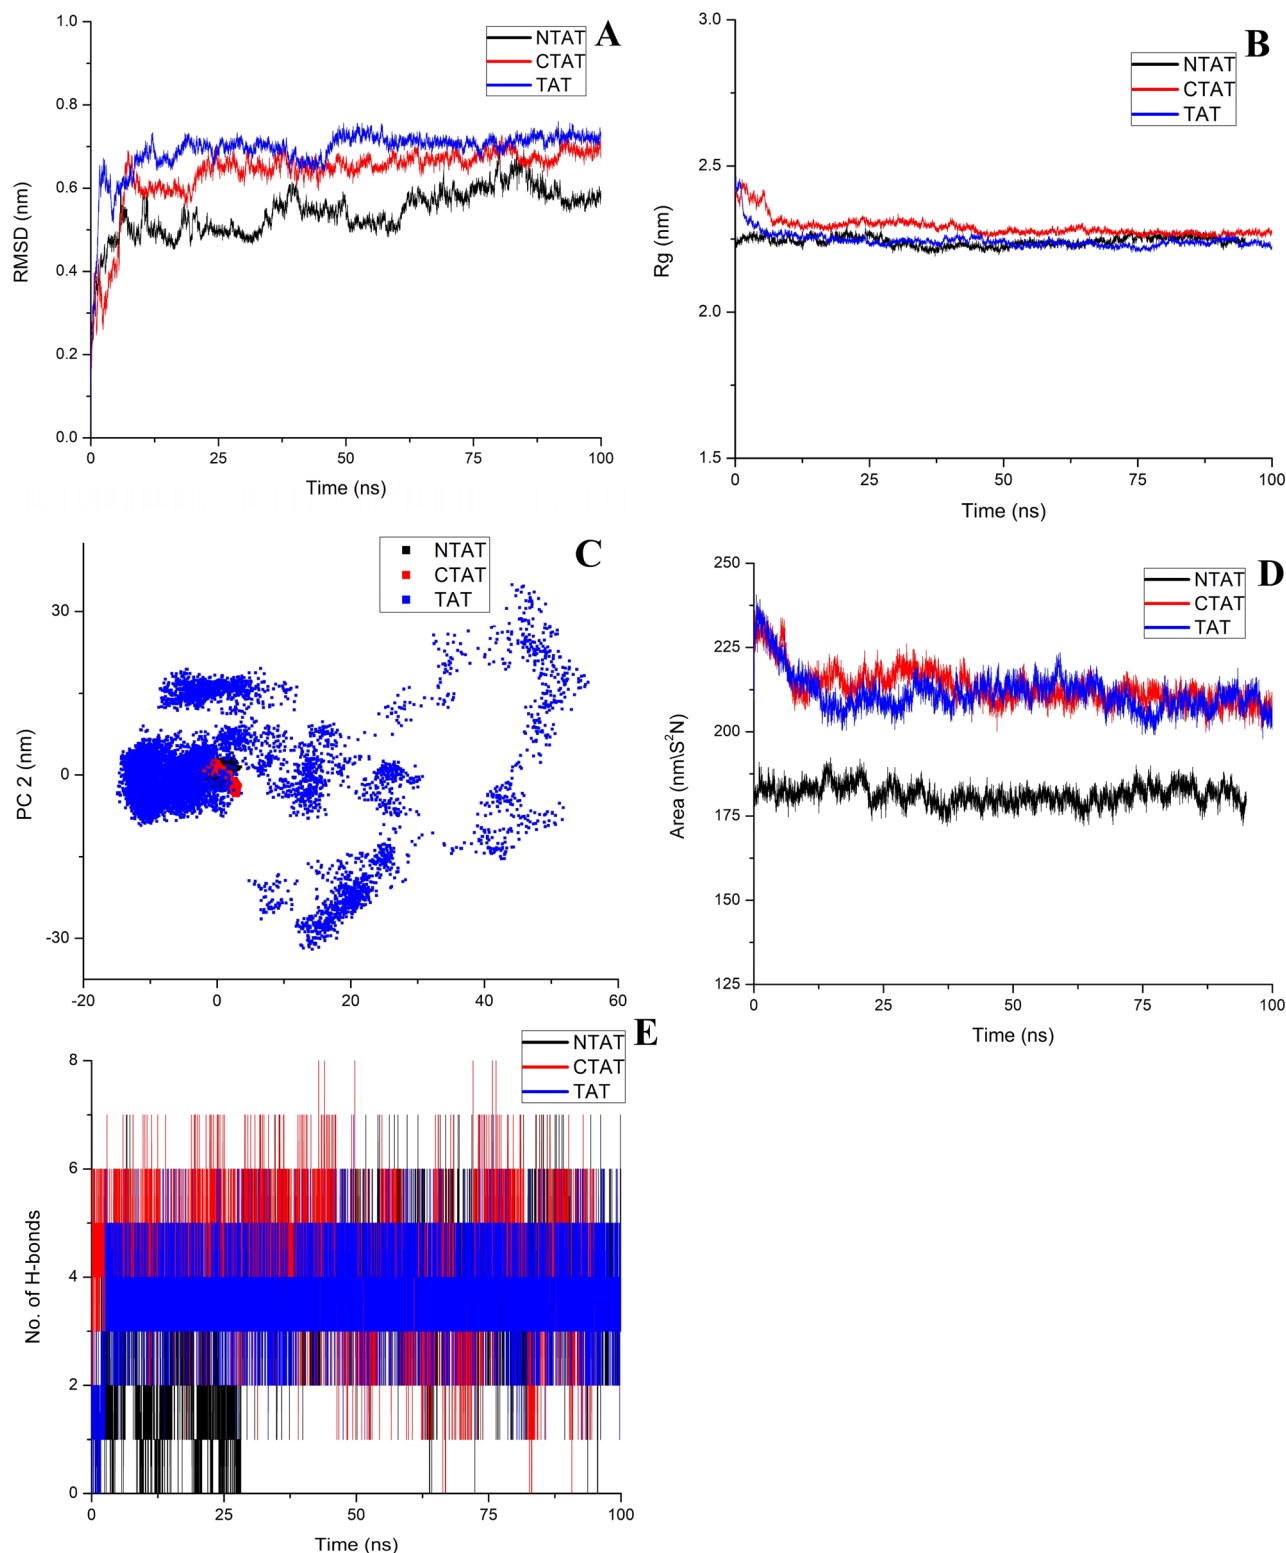 A
NTAT
CTAT
TAT
1.0
0.8
0.6
0.4
0.2
0.0
RMSD (nm)
0 25 50 75 100
Time (ns)
B
NTAT
CTAT
TAT
3.0
2.5
2.0
1.5
Rg (nm)
0 25 50 75 100
Time (ns)
C
NTAT
CTAT
TAT
30
0
-30
PC 2 (nm)
-20 0 20 40 60
D
NTAT
CTAT
TAT
250
225
200
175
150
125
Area (nm\S²N)
0 25 50 75 100
Time (ns)
E
NTAT
CTAT
TAT
8
6
4
2
0
No. of H-bonds
0 25 50 75 100
Time (ns)